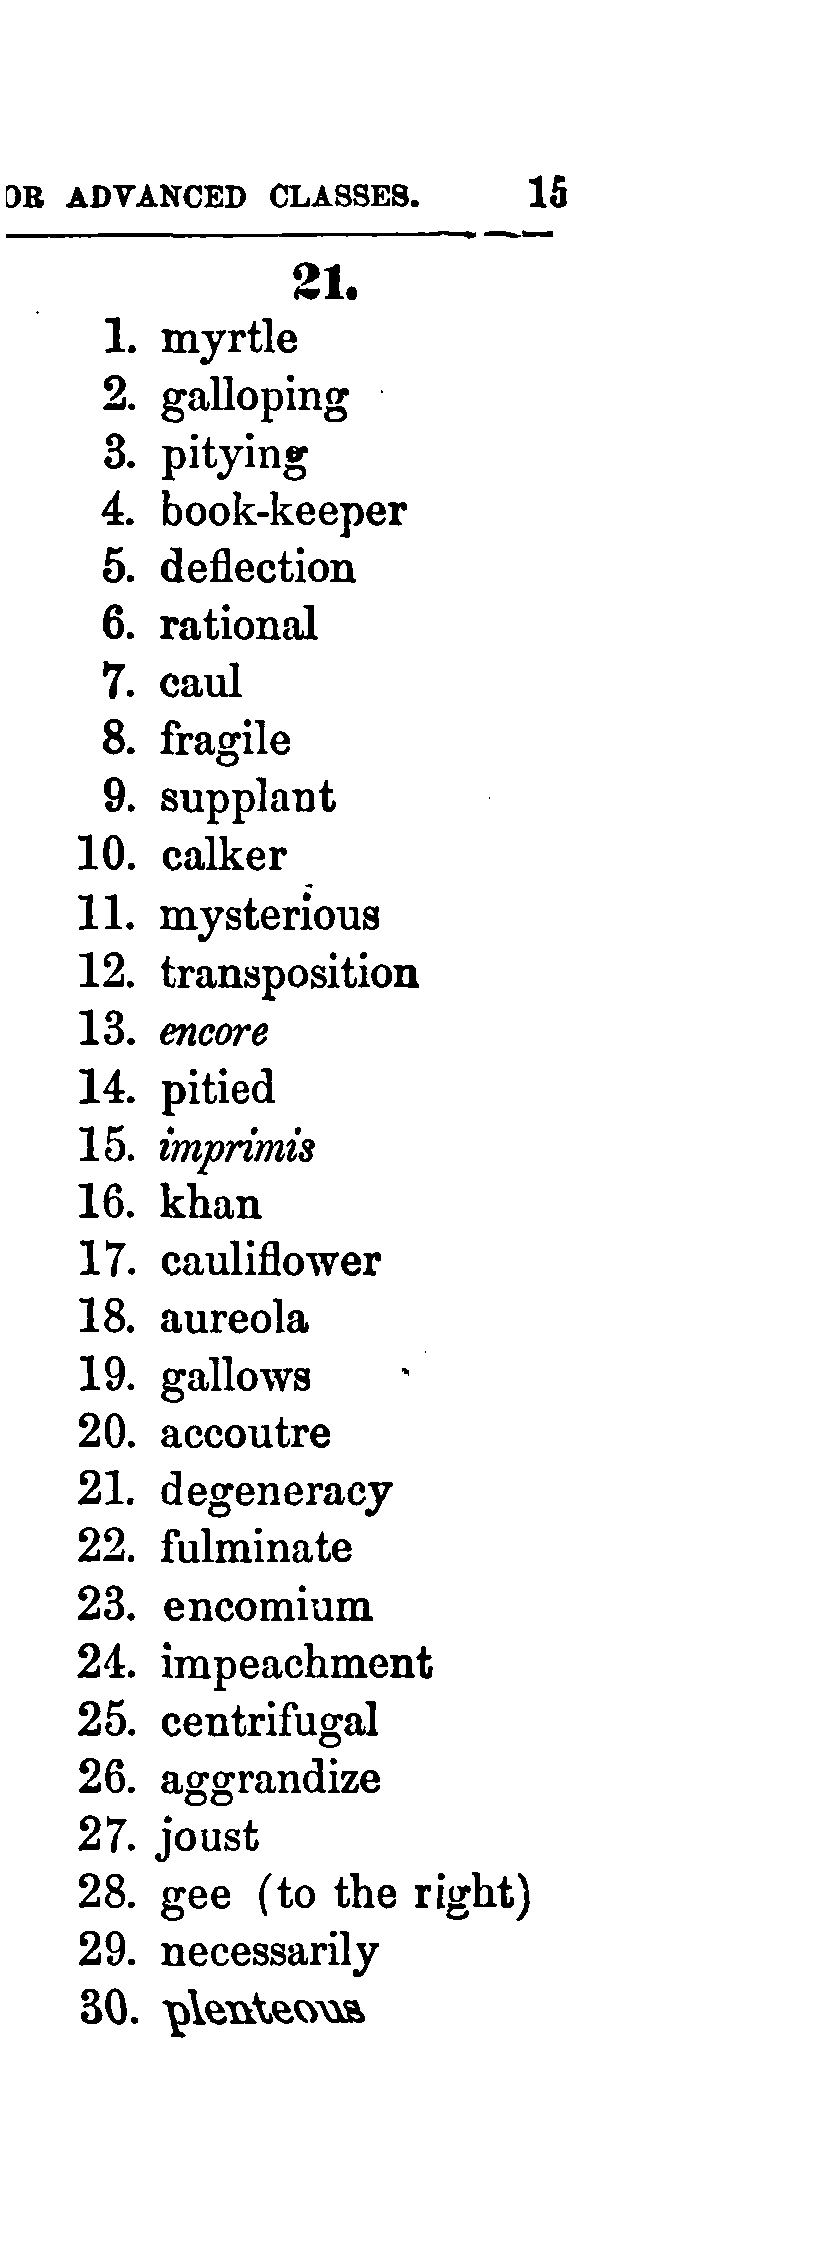 OR ADVANCED CLASSES. 15
21.
1. myrtle
2. galloping
3. pitying
4. book-keeper
5. deflection
6. rational
7. caul
8. fragile
9. supplant
10. calker
11. mysterious
12. transposition
13. encore
14. pitied
15. imprimis
16. khan
17. cauliflower
18. aureola
19. gallows
20. accoutre
21. degeneracy
22. fulminate
23. encomium
24. impeachment
25. centrifugal
26. aggrandize
27. joust
28. gee (to the right)
29. necessarily
30. plenteous